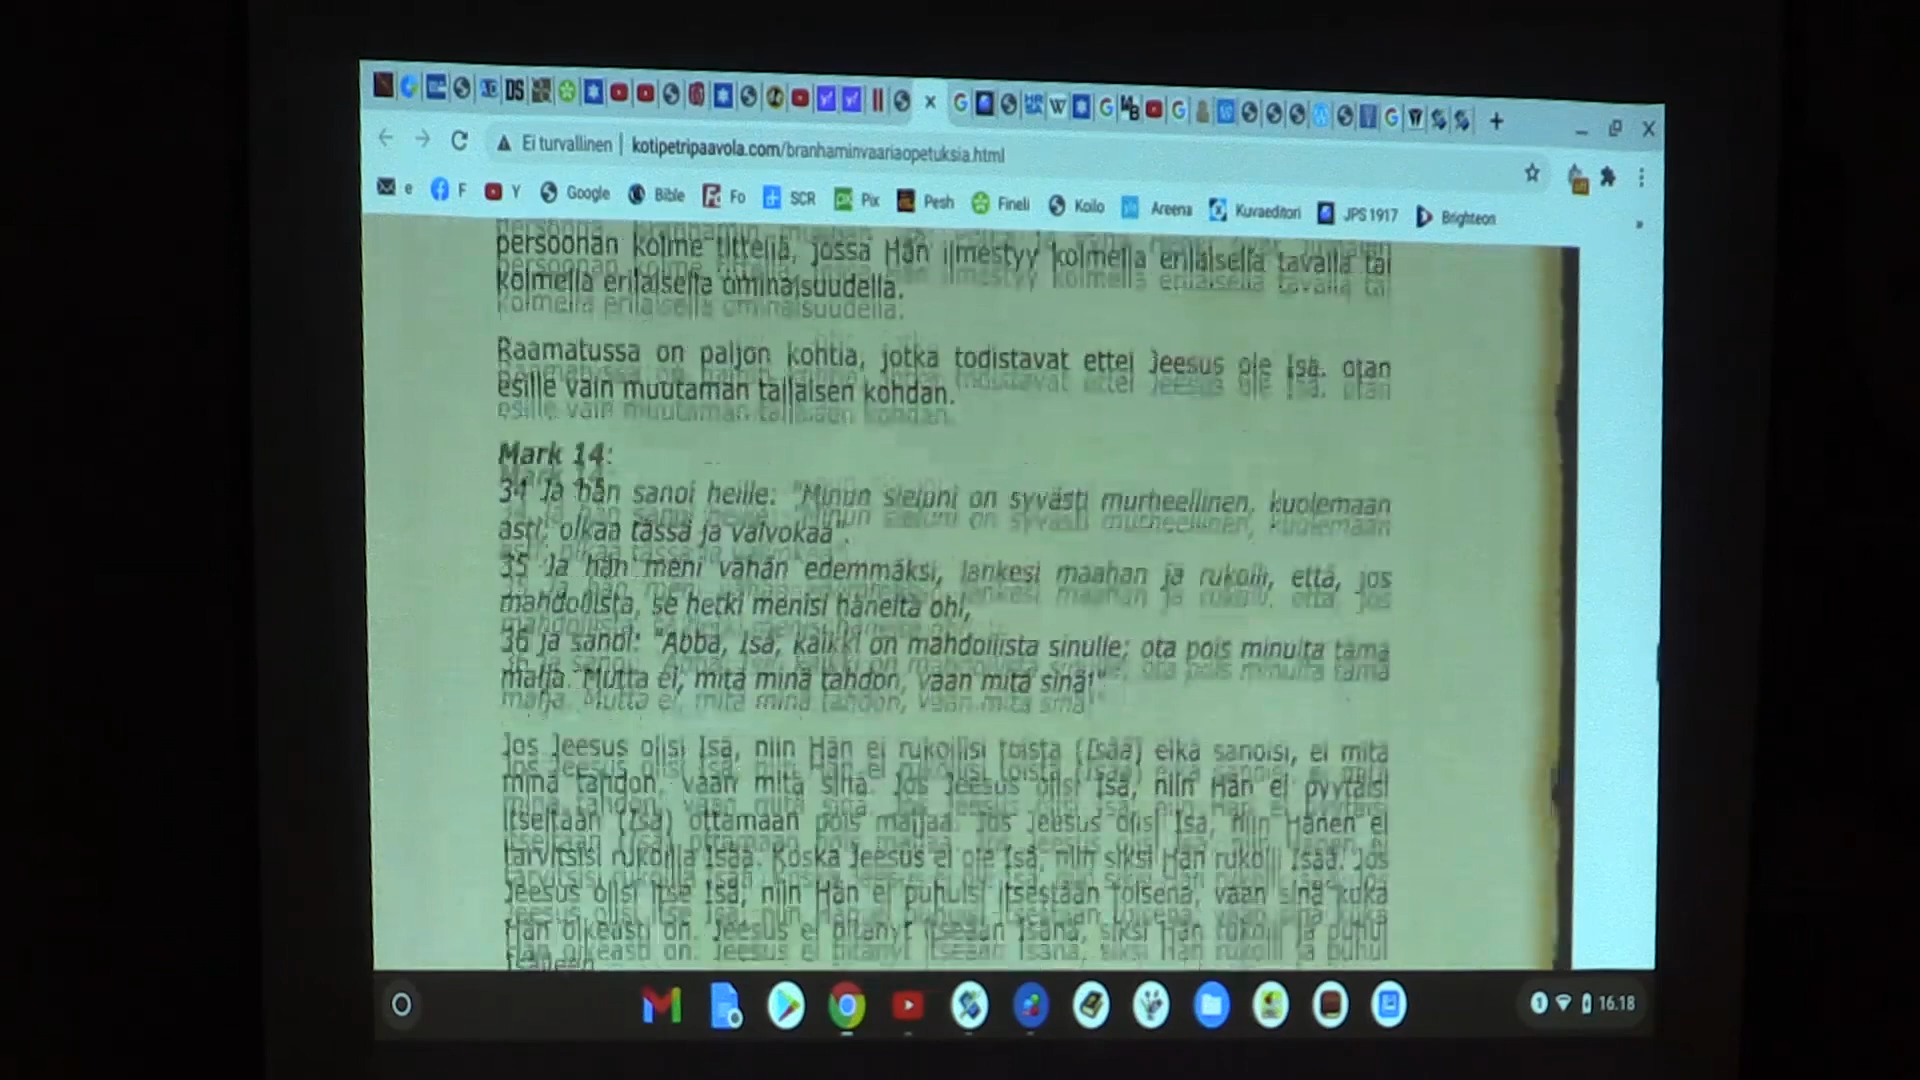 Ei turvallinen | kotipetripaavola.com/branhaminvaariaopetuksia.html
e F Y Google Bible Fo SCR Pix Pesh Fineli Koilo Areena Kuvaeditori JPS 1917 Brighteon
persoonan kolme titteliä, jossa Hän ilmestyy kolmella erilaisella tavalla tai
kolmella erilaisella ominaisuudella.
Raamatussa on paljon kohtia, jotka todistavat ettei Jeesus ole Isä, otan
esille vain muutaman tällaisen kohdan.
Mark 14:
34 Ja hän sanoi heille: "Minun sieluni on syvästi murheellinen, kuolemaan
asti; olkaa tässä ja valvokaa".
35 Ja hän meni vähän edemmäksi, lankesi maahan ja rukoili, että, jos
mahdollista, se hetki menisi häneltä ohi,
36 ja sanoi: "Abba, Isä, kaikki on mahdollista sinulle; ota pois minulta tämä
malja. Mutta ei, mitä minä tahdon, vaan mitä sinä!"
Jos Jeesus olisi Isä, niin Hän ei rukoilisi toista (Isää) eikä sanoisi, ei mitä
minä tahdon, vaan mitä sinä. Jos Jeesus olisi Isä, niin Hän ei pyytäisi
itseltään (Isä) ottamaan pois maljaa. Jos Jeesus olisi Isä, niin Hänen ei
tarvitsisi rukoilla Isää. Koska Jeesus ei ole Isä, niin siksi Hän rukoili Isää. Jos
Jeesus olisi itse Isä, niin Hän ei puhuisi itsestään toisena, vaan sinä kuka
Hän oikeasti on. Jeesus ei pitänyt itseään Isänä, siksi Hän rukoili ja puhui
Isälleen
16.18